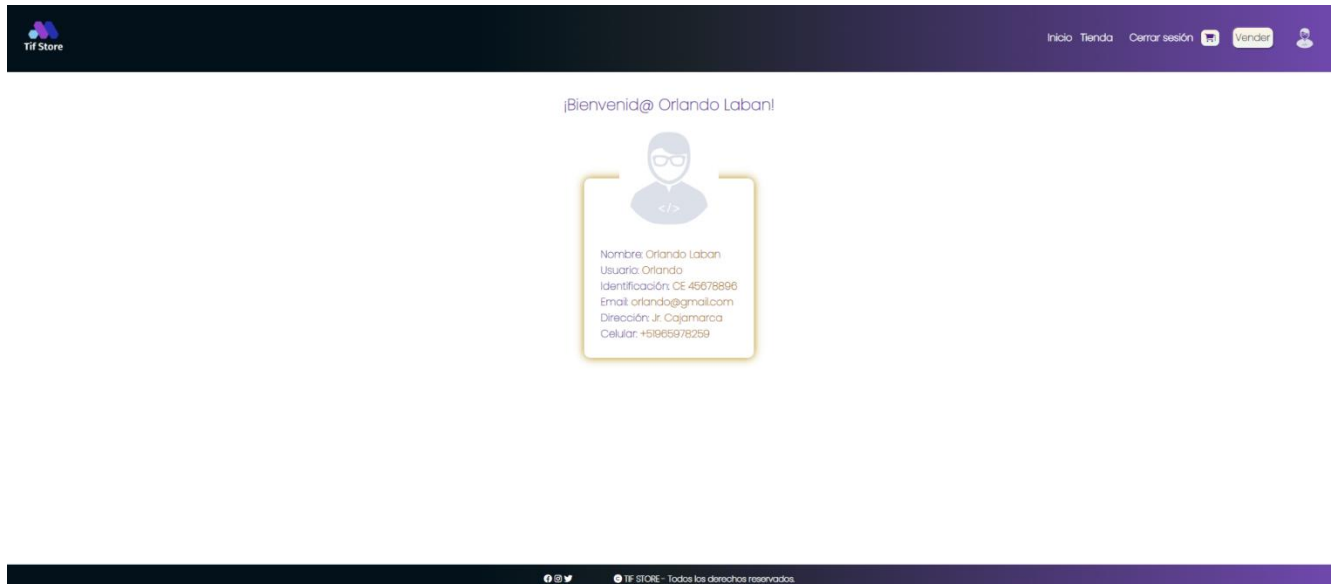 Tif Store
Inicio Tienda Cerrar sesión Vender
¡Bienvenid@ Orlando Laban!
</>
Nombre: Orlando Laban
Usuario: Orlando
Identificación: CE 45678896
Email: orlando@gmail.com
Dirección: Jr. Cajamarca
Celular: +51965978259
TIF STORE - Todos los derechos reservados.